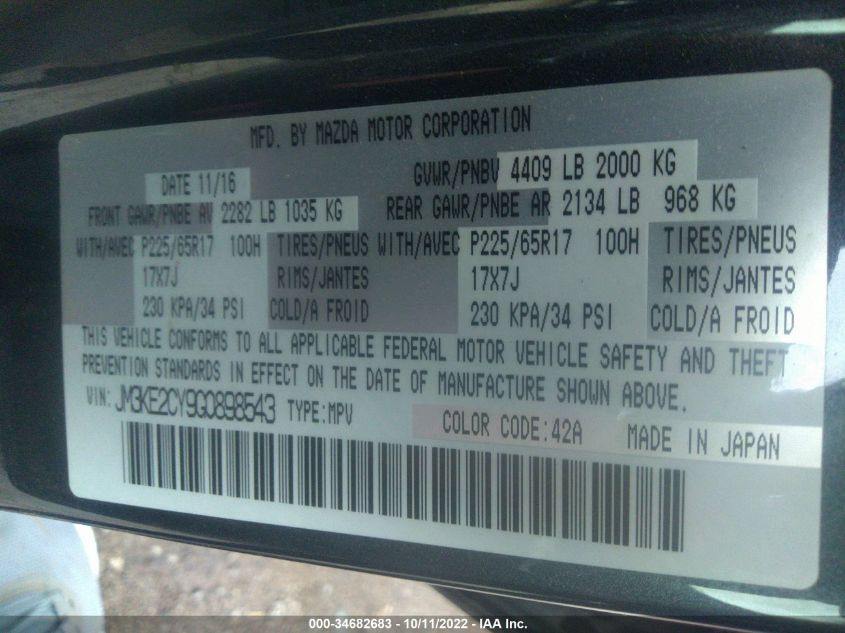 MFD. BY MAZDA MOTOR CORPORATION
DATE 11/16 GVWR/PNBV 4409 LB 2000 KG
FRONT GAWR/PNBE AV 2282 LB 1035 KG REAR GAWR/PNBE AR 2134 LB 968 KG
WITH/AVEC P225/65R17 100H TIRES/PNEUS WITH/AVEC P225/65R17 100H TIRES/PNEUS
17X7J RIMS/JANTES 17X7J RIMS/JANTES
230 KPA/34 PSI COLD/A FROID 230 KPA/34 PSI COLD/A FROID
THIS VEHICLE CONFORMS TO ALL APPLICABLE FEDERAL MOTOR VEHICLE SAFETY AND THEFT
PREVENTION STANDARDS IN EFFECT ON THE DATE OF MANUFACTURE SHOWN ABOVE.
VIN: JM3KE2CY9G0898543 TYPE:MPV COLOR CODE:42A MADE IN JAPAN
000-34682683 - 10/11/2022 - IAA Inc.